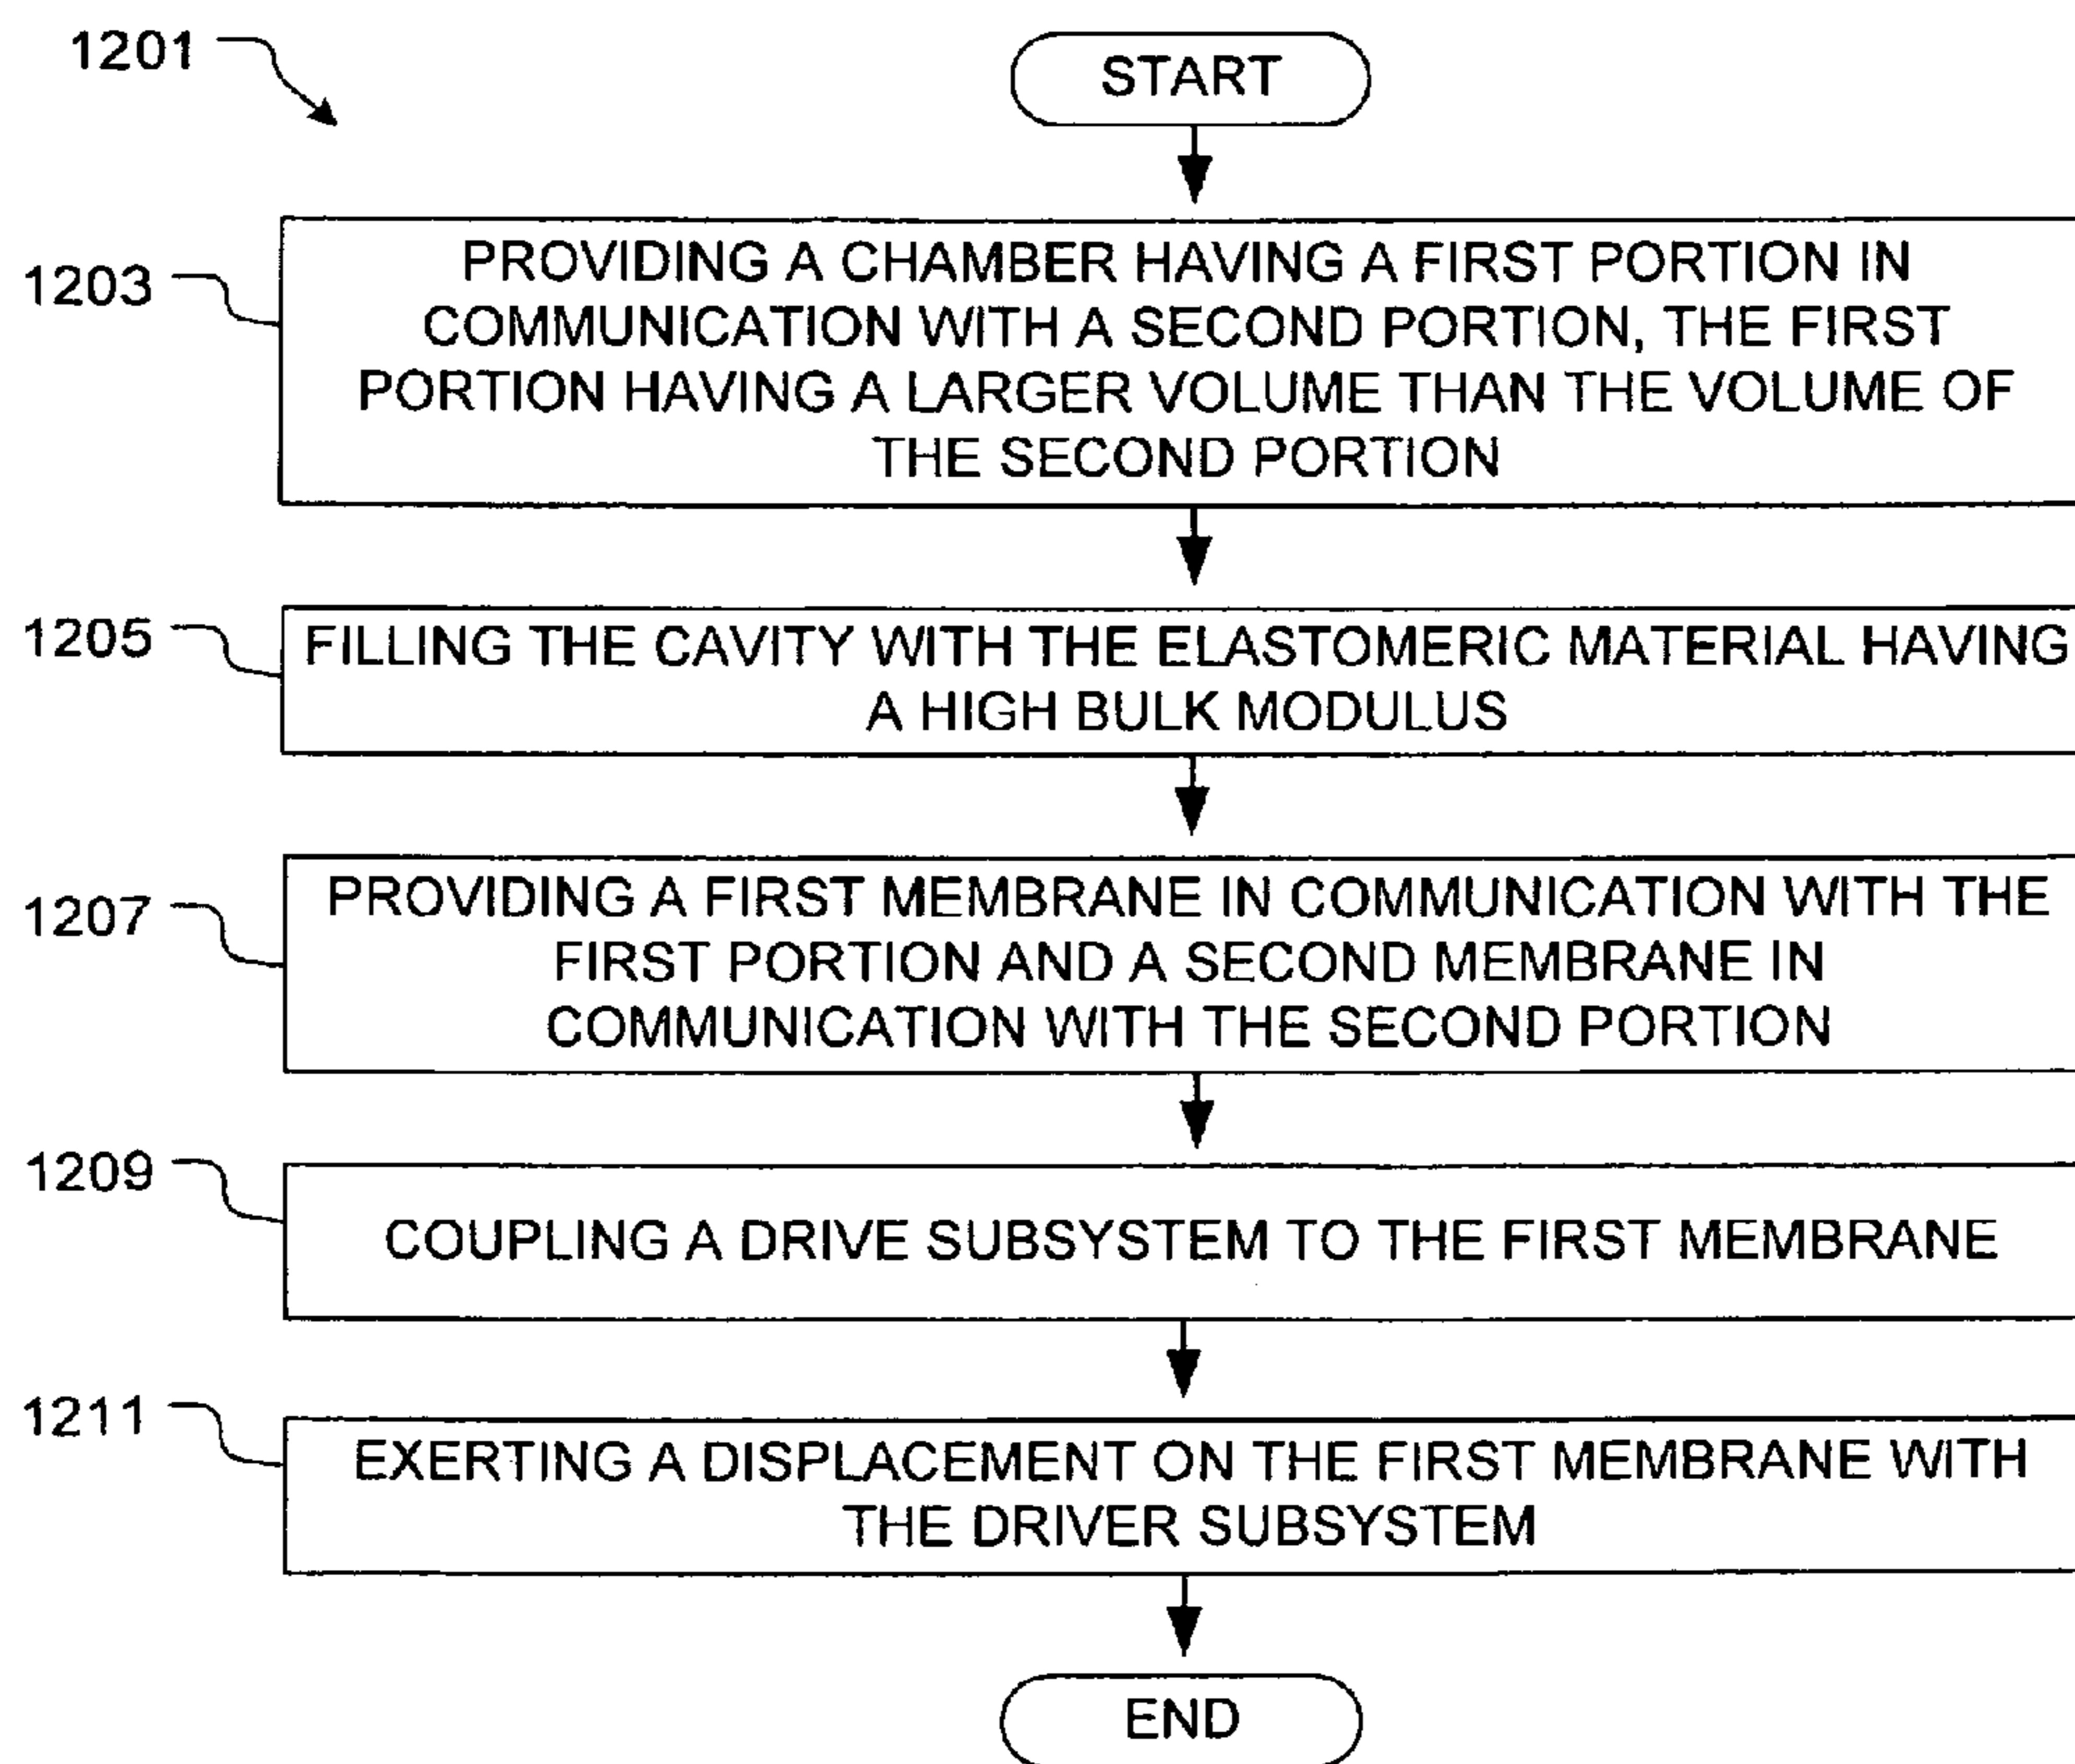 1201
START
1203
PROVIDING A CHAMBER HAVING A FIRST PORTION IN
COMMUNICATION WITH A SECOND PORTION, THE FIRST
PORTION HAVING A LARGER VOLUME THAN THE VOLUME OF
THE SECOND PORTION
1205
FILLING THE CAVITY WITH THE ELASTOMERIC MATERIAL HAVING
A HIGH BULK MODULUS
1207
PROVIDING A FIRST MEMBRANE IN COMMUNICATION WITH THE
FIRST PORTION AND A SECOND MEMBRANE IN
COMMUNICATION WITH THE SECOND PORTION
1209
COUPLING A DRIVE SUBSYSTEM TO THE FIRST MEMBRANE
1211
EXERTING A DISPLACEMENT ON THE FIRST MEMBRANE WITH
THE DRIVER SUBSYSTEM
END